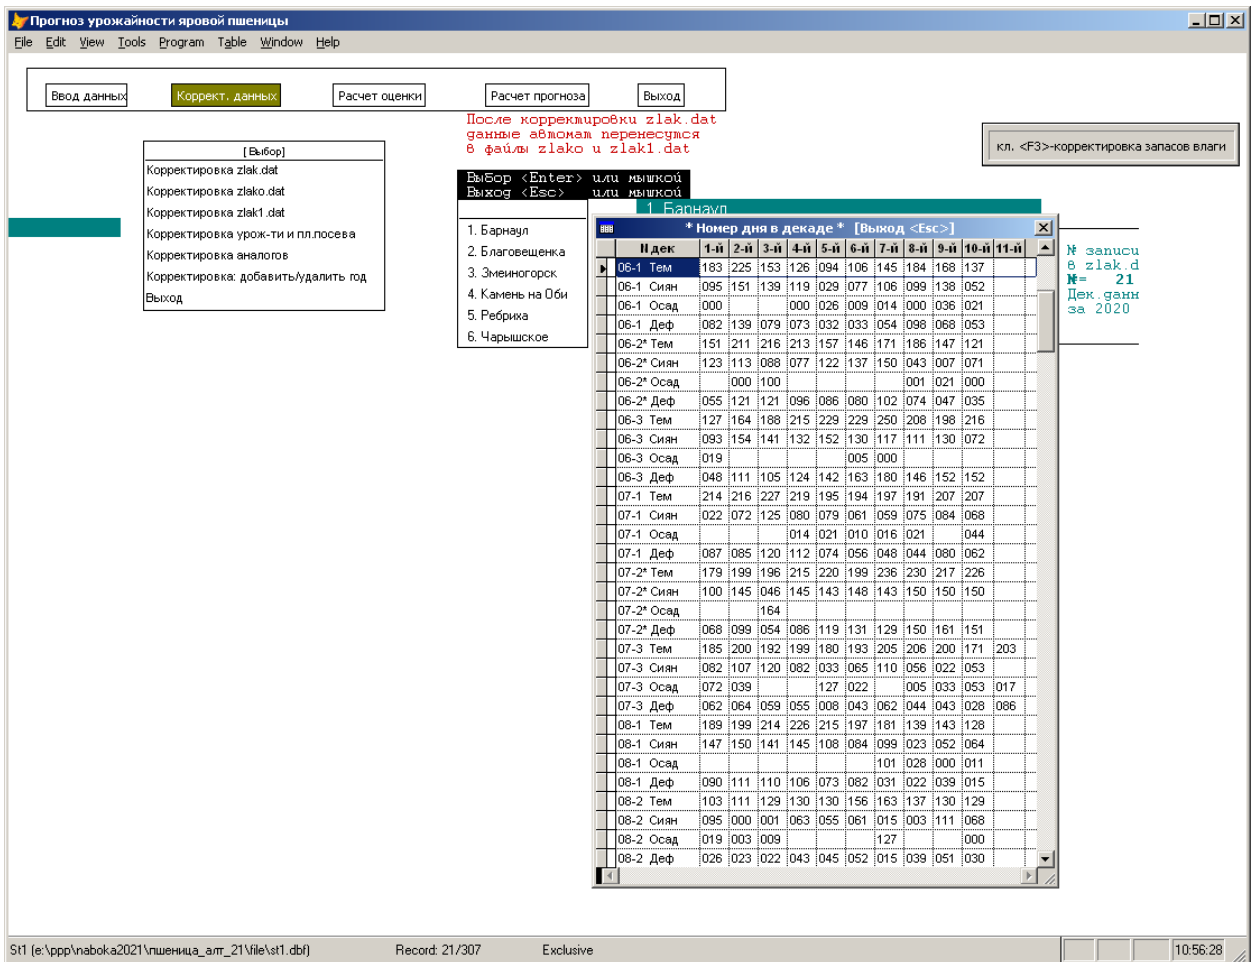 Прогноз урожайности яровой пшеницы
File Edit View Tools Program Table Window Help
Ввод данных Коррект. данных Расчет оценки Расчет прогноза Выход
После корректировки zlak.dat
данные автомат перенесутся
в файлы zlako и zlak1.dat
кл. <F3>-корректировка запасов влаги
[Выбор]
Корректировка zlak.dat
Корректировка zlako.dat
Корректировка zlak1.dat
Корректировка урож-ти и пл.посева
Корректировка аналогов
Корректировка: добавить/удалить год
Выход
Выбор <Enter> или мышкой
Выход <Esc> или мышкой
1. Барнаул
2. Благовещенка
3. Змеиногорск
4. Камень на Оби
5. Ребриха
6. Чарышское
1. Барнаул
* Номер дня в декаде * [Выход <Esc>]
N дек 1-й 2-й 3-й 4-й 5-й 6-й 7-й 8-й 9-й 10-й 11-й
06-1 Тем 183 225 153 126 094 106 145 184 168 137
06-1 Сиян 095 151 139 119 029 077 106 099 138 052
06-1 Осад 000 000 026 009 014 000 036 021
06-1 Деф 082 139 079 073 032 033 054 098 068 053
06-2* Тем 151 211 216 213 157 146 171 186 147 121
06-2* Сиян 123 113 088 077 122 137 150 043 007 071
06-2* Осад 000 100 001 021 000
06-2* Деф 055 121 121 096 086 080 102 074 047 035
06-3 Тем 127 164 188 215 229 229 250 208 198 216
06-3 Сиян 093 154 141 132 152 130 117 111 130 072
06-3 Осад 019 005 000
06-3 Деф 048 111 105 124 142 163 180 146 152 152
07-1 Тем 214 216 227 219 195 194 197 191 207 207
07-1 Сиян 022 072 125 080 079 061 059 075 084 068
07-1 Осад 014 021 010 016 021 044
07-1 Деф 087 085 120 112 074 056 048 044 080 062
07-2* Тем 179 199 196 215 220 199 236 230 217 226
07-2* Сиян 100 145 046 145 143 148 143 150 150 150
07-2* Осад 164
07-2* Деф 068 099 054 086 119 131 129 150 161 151
07-3 Тем 185 200 192 199 180 193 205 206 200 171 203
07-3 Сиян 082 107 120 082 033 065 110 056 022 053
07-3 Осад 072 039 127 022 005 033 053 017
07-3 Деф 062 064 059 055 008 043 062 044 043 028 086
08-1 Тем 189 199 214 226 215 197 181 139 143 128
08-1 Сиян 147 150 141 145 108 084 099 023 052 064
08-1 Осад 101 028 000 011
08-1 Деф 090 111 110 106 073 082 031 022 039 015
08-2 Тем 103 111 129 130 130 156 163 137 130 129
08-2 Сиян 095 000 001 063 055 061 015 003 111 068
08-2 Осад 019 003 009 127 000
08-2 Деф 026 023 022 043 045 052 015 039 051 030
№ записи
в zlak.d
№= 21
Дек.данн
за 2020
St1 (e:\ppp\naboka2021\пшеница_алт_21\file\st1.dbf) Record: 21/307 Exclusive 10:56:28